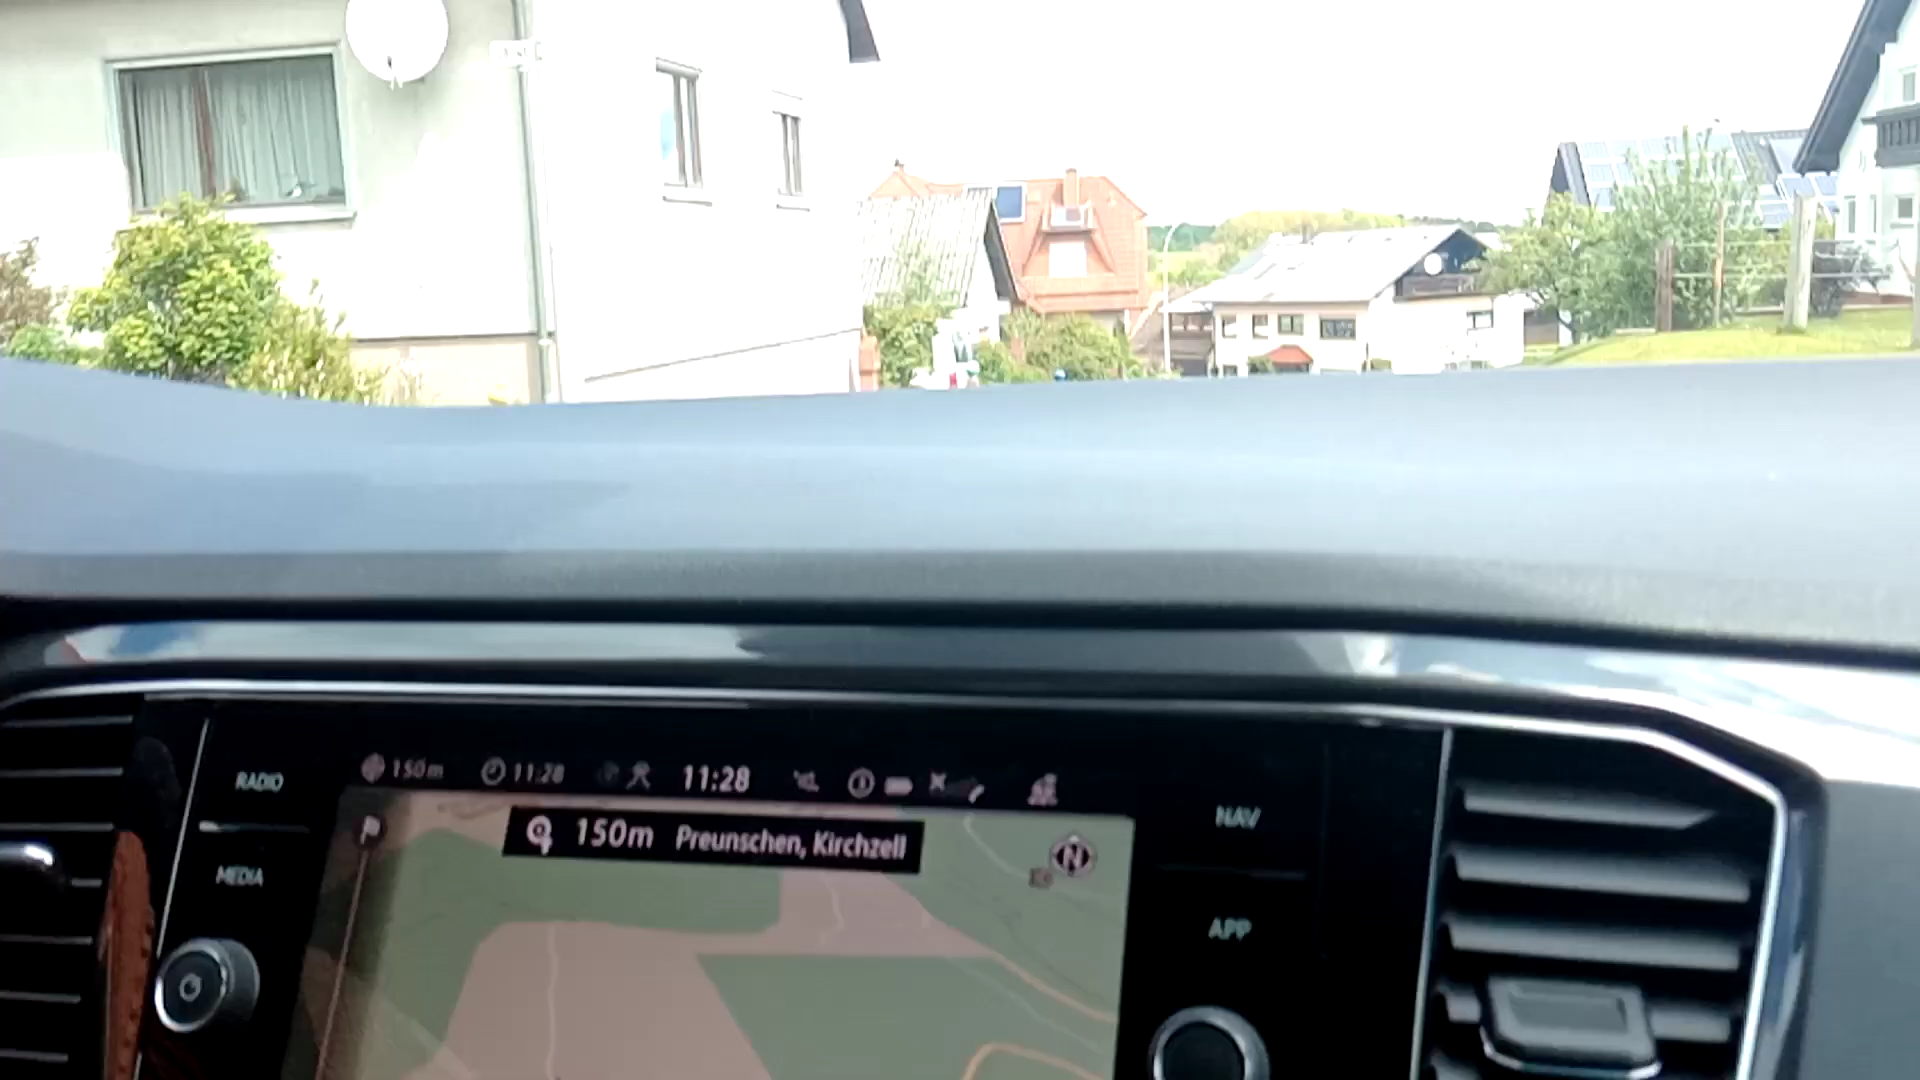 150m 11:28 11:28
RADIO
NAV
150m Preunschen, Kirchzell
N
MEDIA
APP